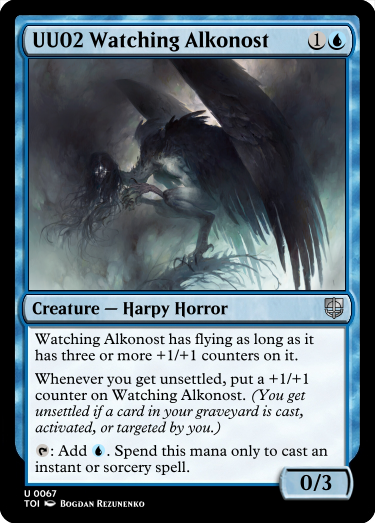 UU02 Watching Alkonost 1
Creature — Harpy Horror
Watching Alkonost has flying as long as it
has three or more +1/+1 counters on it.
Whenever you get unsettled, put a +1/+1
counter on Watching Alkonost. (You get
unsettled if a card in your graveyard is cast,
activated, or targeted by you.)
: Add . Spend this mana only to cast an
instant or sorcery spell.
0/3
U 0067
TOI Bogdan Rezunenko